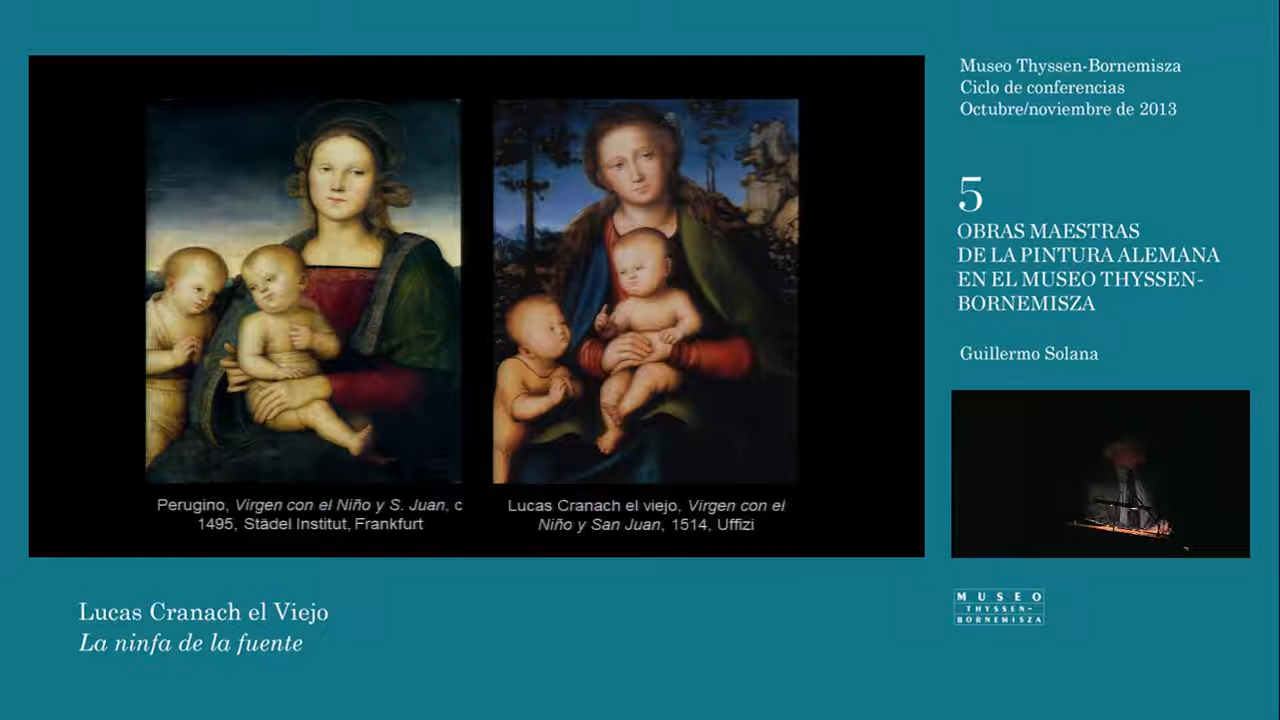 Museo Thyssen-Bornemisza
Ciclo de conferencias
Octubre/noviembre de 2013
5
OBRAS MAESTRAS
DE LA PINTURA ALEMANA
EN EL MUSEO THYSSEN-
BORNEMISZA
Guillermo Solana
Perugino, Virgen con el Niño y S. Juan, c
1495, Städel Institut, Frankfurt
Lucas Cranach el viejo, Virgen con el
Niño y San Juan, 1514, Uffizi
Lucas Cranach el Viejo
La ninfa de la fuente
MUSEO
THYSSEN-
BORNEMISZA